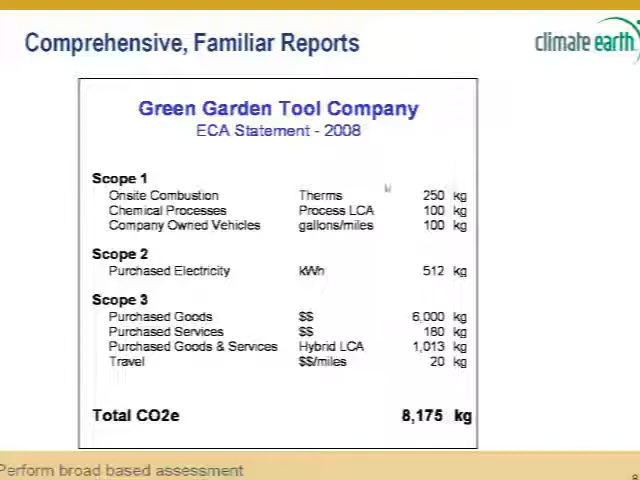 Comprehensive, Familiar Reports
climate earth
Green Garden Tool Company
ECA Statement - 2008
Scope 1
Onsite Combustion Therms 250 kg
Chemical Processes Process LCA 100 kg
Company Owned Vehicles gallons/miles 100 kg
Scope 2
Purchased Electricity kWh 512 kg
Scope 3
Purchased Goods $$ 6,000 kg
Purchased Services $$ 180 kg
Purchased Goods & Services Hybrid LCA 1,013 kg
Travel $$/miles 20 kg
Total CO2e 8,175 kg
Perform broad based assessment
8